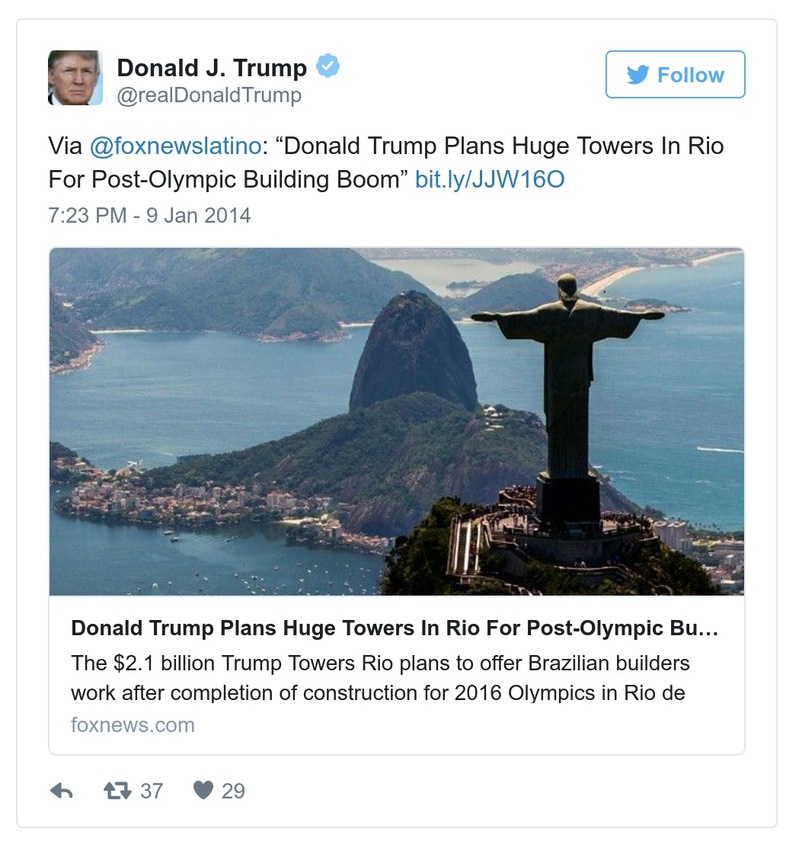 Donald J. Trump
@realDonaldTrump
Follow
Via @foxnewslatino: “Donald Trump Plans Huge Towers In Rio
For Post-Olympic Building Boom” bit.ly/JJW16O
7:23 PM - 9 Jan 2014
Donald Trump Plans Huge Towers In Rio For Post-Olympic Bu…
The $2.1 billion Trump Towers Rio plans to offer Brazilian builders
work after completion of construction for 2016 Olympics in Rio de
foxnews.com
37
29